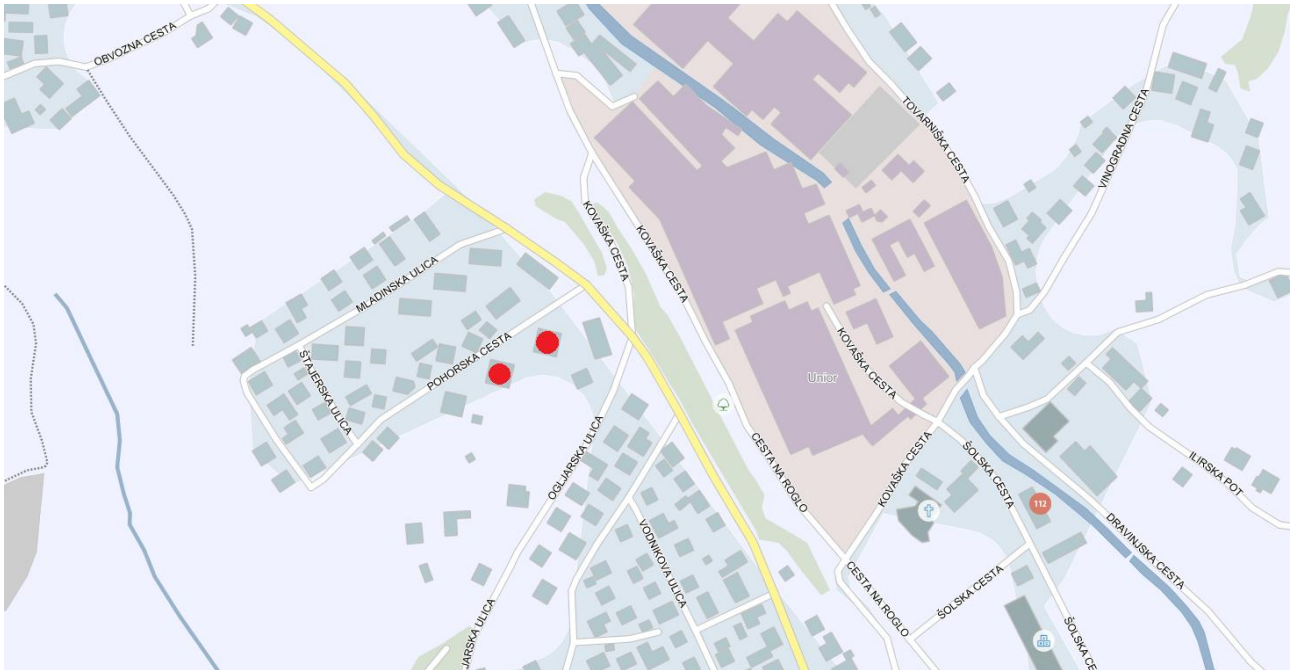 OBVOZNA CESTA
TOVARNIŠKA CESTA
VINOGRADNA CESTA
KOVAŠKA CESTA
KOVAŠKA CESTA
MLADINSKA ULICA
POHORSKA CESTA
ŠTAJERSKA ULICA
KOVAŠKA CESTA
Unior
OGLJARSKA ULICA
CESTA NA ROGLO
KOVAŠKA CESTA
ŠOLSKA CESTA
ILIRSKA POT
112
VODNIKOVA ULICA
DRAVINJSKA CESTA
CESTA NA ROGLO
ŠOLSKA CESTA
JARSKA ULICA
ŠOLSKA CE